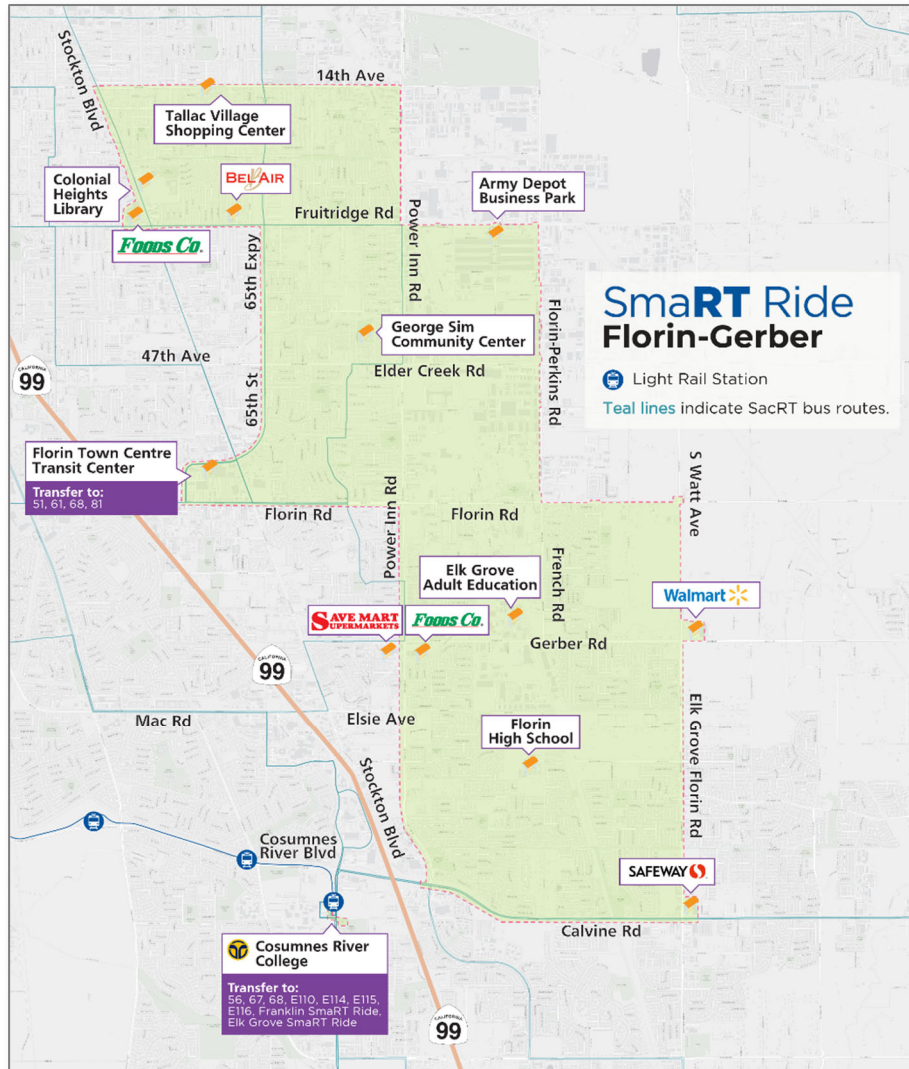 Stockton Blvd
14th Ave
Tallac Village
Shopping Center
Colonial
Heights
Library
BEL AIR
Army Depot
Business Park
Fruitridge Rd
FOODS CO.
Power Inn Rd
65th Expy
George Sim
Community Center
SmaRT Ride
Florin-Gerber
Light Rail Station
Teal lines indicate SacRT bus routes.
Florin-Perkins Rd
47th Ave
Elder Creek Rd
CALIFORNIA
99
65th St
Florin Town Centre
Transit Center
Transfer to:
51, 61, 68, 81
S Watt Ave
Florin Rd
Power Inn Rd
Florin Rd
Elk Grove
Adult Education
French Rd
Walmart
SAVE MART
SUPERMARKETS
FOODS CO.
Gerber Rd
CALIFORNIA
99
Mac Rd
Elsie Ave
Florin
High School
Elk Grove Florin Rd
Stockton Blvd
Cosumnes
River Blvd
SAFEWAY
Calvine Rd
Cosumnes River
College
Transfer to:
56, 67, 68, E110, E114, E115,
E116, Franklin SmaRT Ride,
Elk Grove SmaRT Ride
CALIFORNIA
99